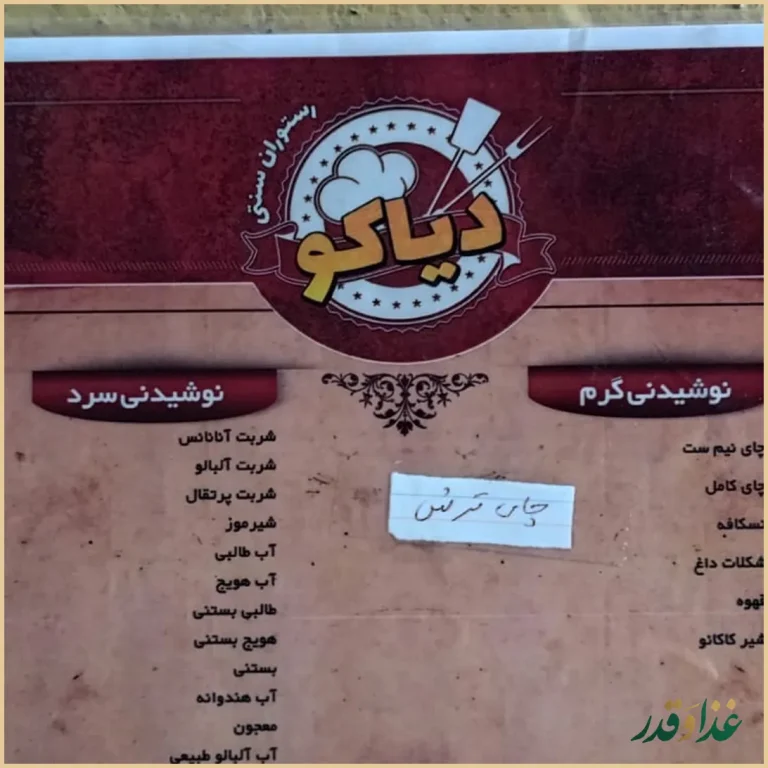 رستوران سنتی
دیاکو
نوشیدنی گرم
چای نیم ست
چای کامل
نسکافه
شکلات داغ
قهوه
شیر کاکائو
چای ترش
نوشیدنی سرد
شربت آناناس
شربت آلبالو
شربت پرتقال
شیرموز
آب طالبی
آب هویج
طالبی بستنی
هویج بستنی
بستنی
آب هندوانه
معجون
آب آلبالو طبیعی
غذا و قدر